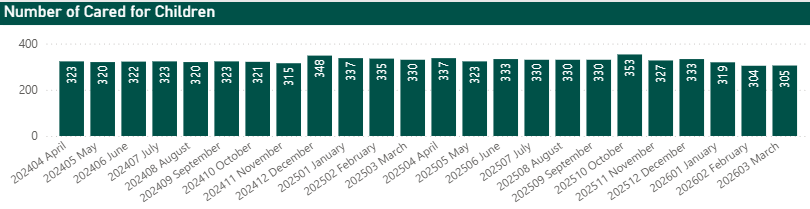 Number of Cared for Children
400
200
0
323
320
322
323
320
323
321
315
348
337
335
330
337
323
333
330
330
330
353
327
333
319
304
305
202404 April
202405 May
202406 June
202407 July
202408 August
202409 September
202410 October
202411 November
202412 December
202501 January
202502 February
202503 March
202504 April
202505 May
202506 June
202507 July
202508 August
202509 September
202510 October
202511 November
202512 December
202601 January
202602 February
202603 March